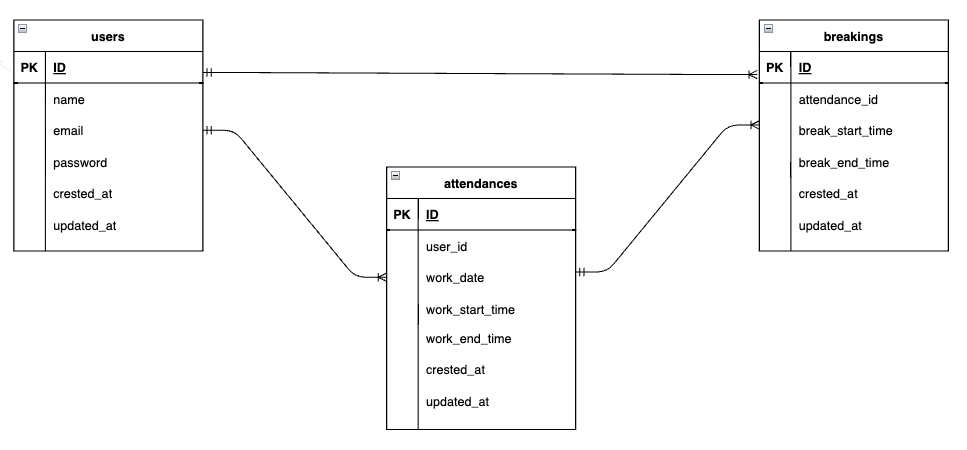 users
PK ID
name
email
password
crested_at
updated_at
attendances
PK ID
user_id
work_date
work_start_time
work_end_time
crested_at
updated_at
breakings
PK ID
attendance_id
break_start_time
break_end_time
crested_at
updated_at